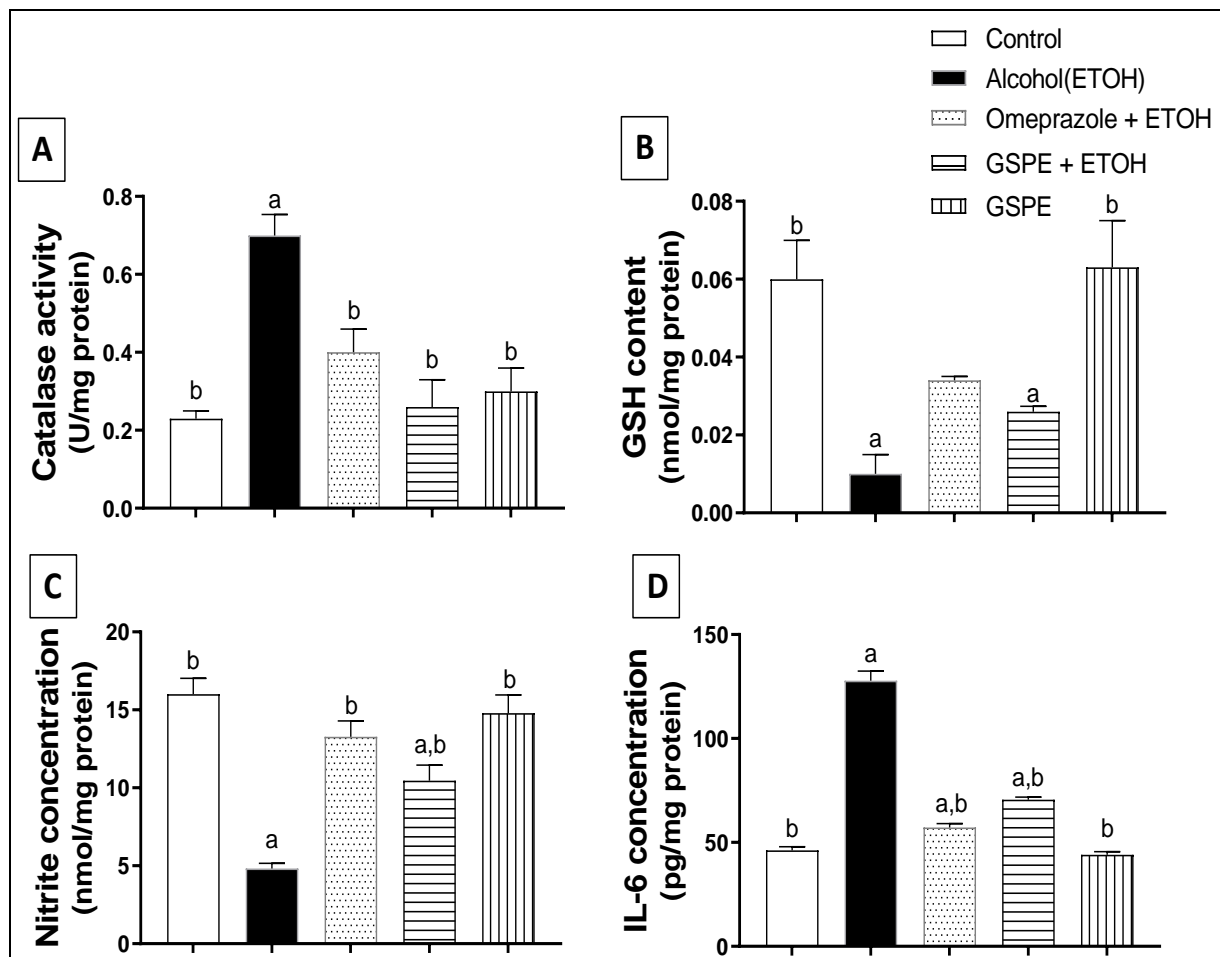 Control
Alcohol(ETOH)
Omeprazole + ETOH
GSPE + ETOH
GSPE
A
Catalase activity
(U/mg protein)
0.8
0.6
0.4
0.2
0.0
b
a
b
b
b
B
GSH content
(nmol/mg protein)
0.08
0.06
0.04
0.02
0.00
b
a
a
b
C
Nitrite concentration
(nmol/mg protein)
20
15
10
5
0
b
a
b
a,b
b
D
IL-6 concentration
(pg/mg protein)
150
100
50
0
b
a
a,b
a,b
b